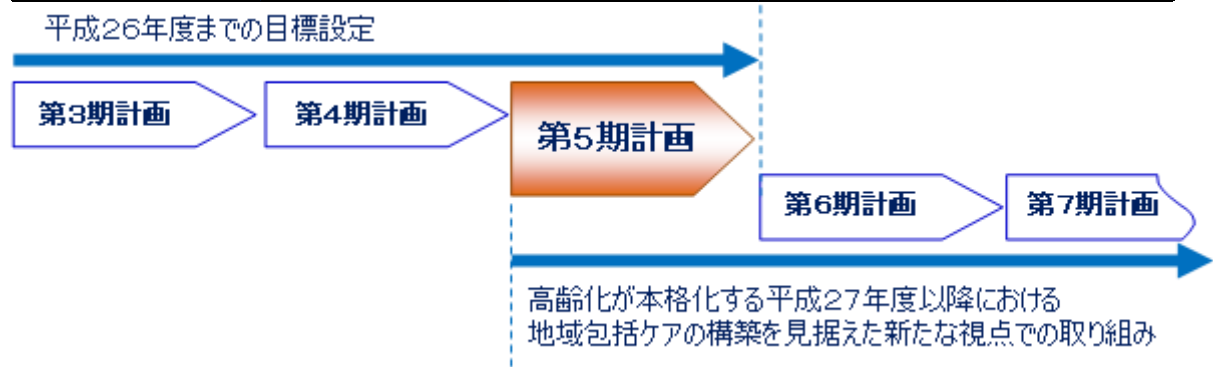 平成26年度までの目標設定
第3期計画
第4期計画
第5期計画
第6期計画
第7期計画
高齢化が本格化する平成27年度以降における
地域包括ケアの構築を見据えた新たな視点での取り組み